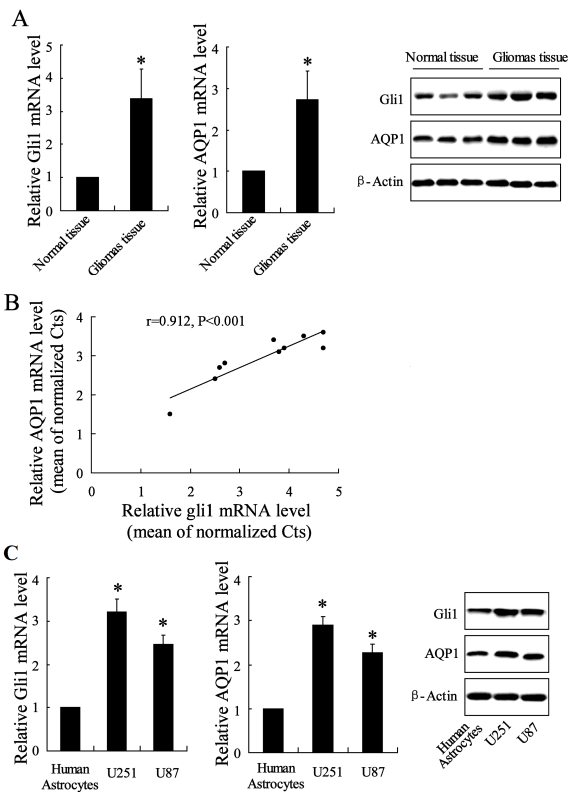 A
Relative Gli1 mRNA level
5
4
3
2
1
0
*
Normal tissue
Gliomas tissue
Relative AQP1 mRNA level
4
3
2
1
0
*
Normal tissue
Gliomas tissue
Normal tissue Gliomas tissue
Gli1
AQP1
β-Actin
B
Relative AQP1 mRNA level
(mean of normalized Cts)
4
3
2
1
0
r=0.912, P<0.001
0 1 2 3 4 5
Relative gli1 mRNA level
(mean of normalized Cts)
C
Relative Gli1 mRNA level
4
3
2
1
0
*
*
Human
Astrocytes
U251
U87
Relative AQP1 mRNA level
4
3
2
1
0
*
*
Human
Astrocytes
U251
U87
Gli1
AQP1
β-Actin
Human
Astrocytes
U251
U87